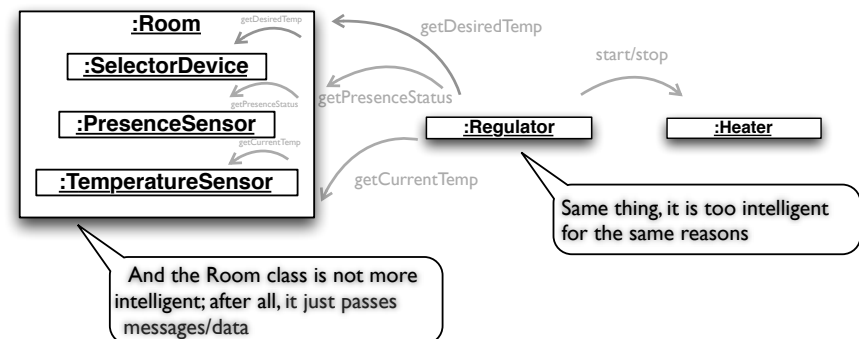 :Room
getDesiredTemp
:SelectorDevice
getPresenceStatus
:PresenceSensor
getCurrentTemp
:TemperatureSensor
getDesiredTemp
getPresenceStatus
getCurrentTemp
:Regulator
start/stop
:Heater
Same thing, it is too intelligent
for the same reasons
And the Room class is not more
intelligent; after all, it just passes
messages/data